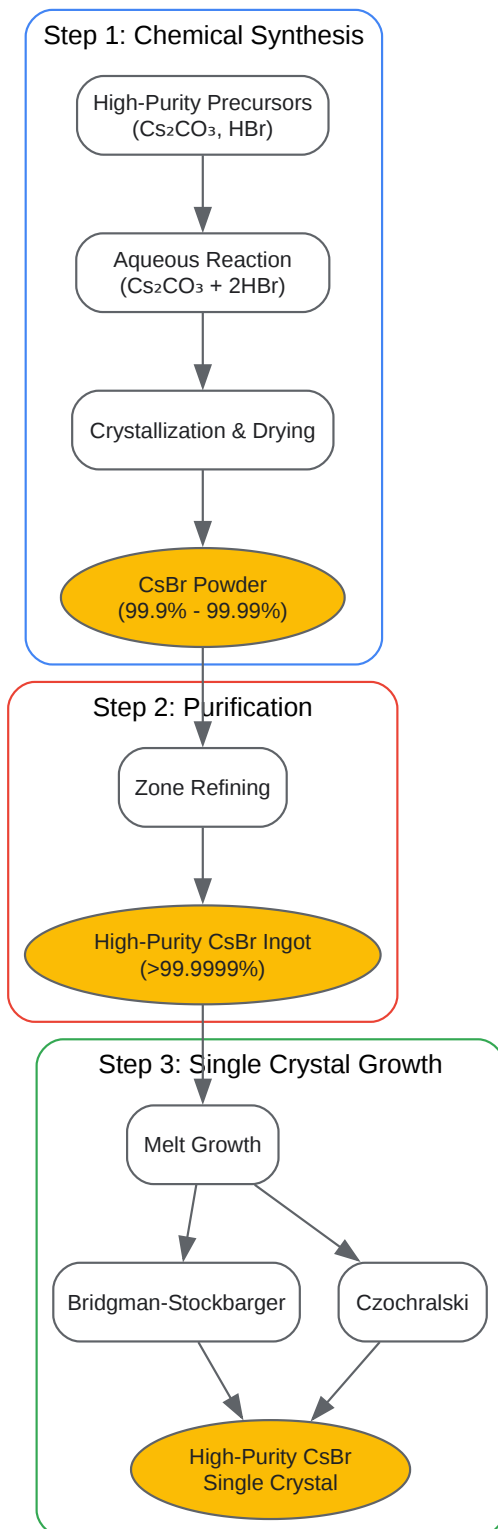 Step 1: Chemical Synthesis
High-Purity Precursors
(Cs₂CO₃, HBr)
Aqueous Reaction
(Cs₂CO₃ + 2HBr)
Crystallization & Drying
CsBr Powder
(99.9% - 99.99%)
Step 2: Purification
Zone Refining
High-Purity CsBr Ingot
(>99.9999%)
Step 3: Single Crystal Growth
Melt Growth
Bridgman-Stockbarger
Czochralski
High-Purity CsBr
Single Crystal